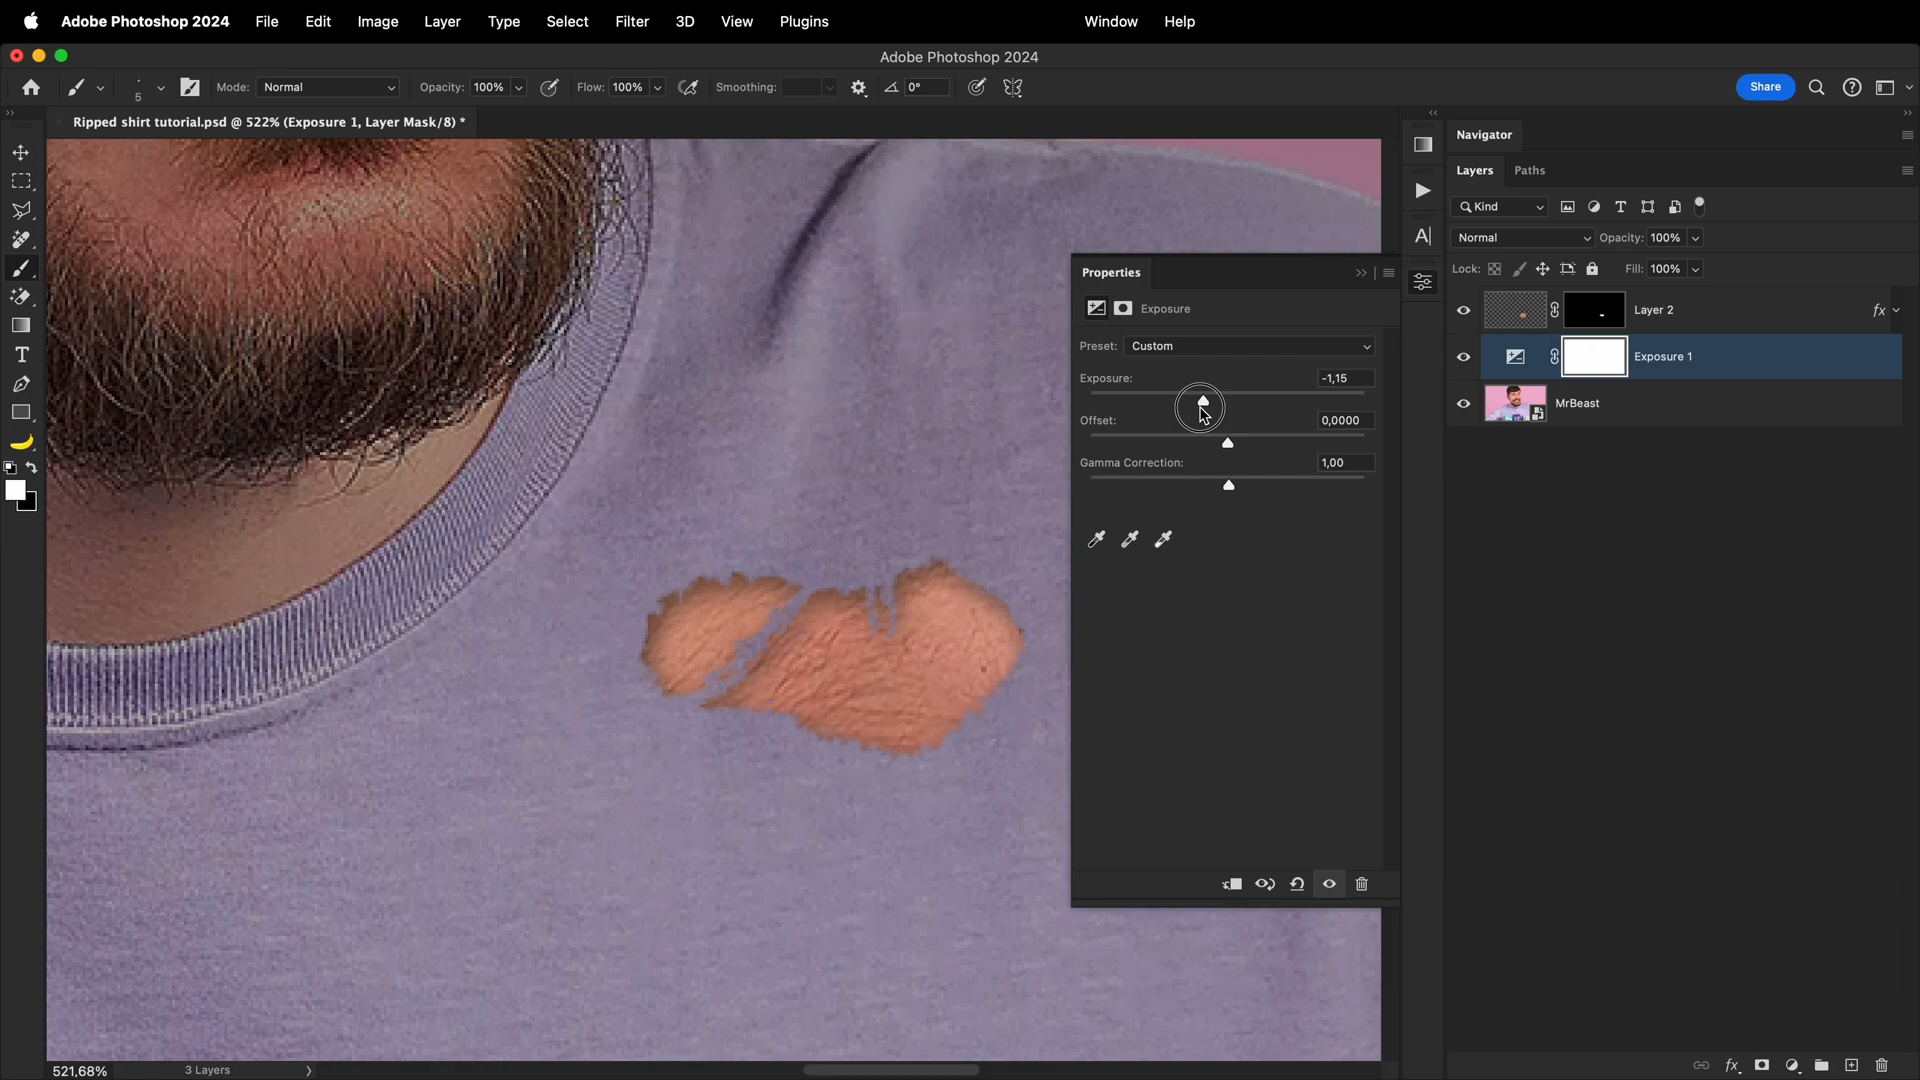 Adobe Photoshop 2024 File Edit Image Layer Type Select Filter 3D View Plugins Window Help
Adobe Photoshop 2024
5 Mode: Normal Opacity: 100% Flow: 100% Smoothing: 0° Share
Ripped shirt tutorial.psd @ 522% (Exposure 1, Layer Mask/8) *
Navigator
Layers Paths
Kind
Normal Opacity: 100%
Lock: Fill: 100%
Layer 2 fx
Exposure 1
MrBeast
Properties
Exposure
Preset: Custom
Exposure: -1,15
Offset: 0,0000
Gamma Correction: 1,00
521,68% 3 Layers
fx